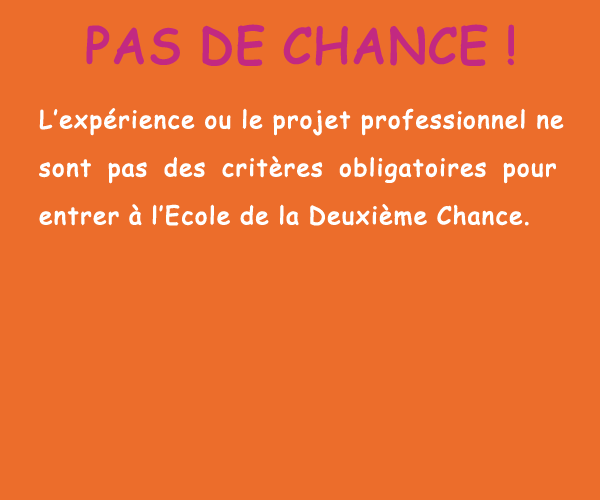 PAS DE CHANCE !
L'expérience ou le projet professionnel ne
sont pas des critères obligatoires pour
entrer à l'Ecole de la Deuxième Chance.